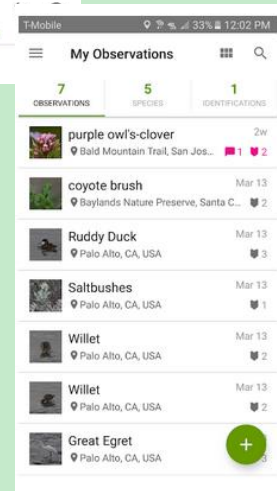 T-Mobile 33% 12:02 PM
My Observations
7 5 1
OBSERVATIONS SPECIES IDENTIFICATIONS
purple owl's-clover 2w
Bald Mountain Trail, San Jos... 1 2
coyote brush Mar 13
Baylands Nature Preserve, Santa C... 2
Ruddy Duck Mar 13
Palo Alto, CA, USA 3
Saltbushes Mar 13
Palo Alto, CA, USA 1
Willet Mar 13
Palo Alto, CA, USA 2
Willet Mar 13
Palo Alto, CA, USA 2
Great Egret
Palo Alto, CA, USA 3